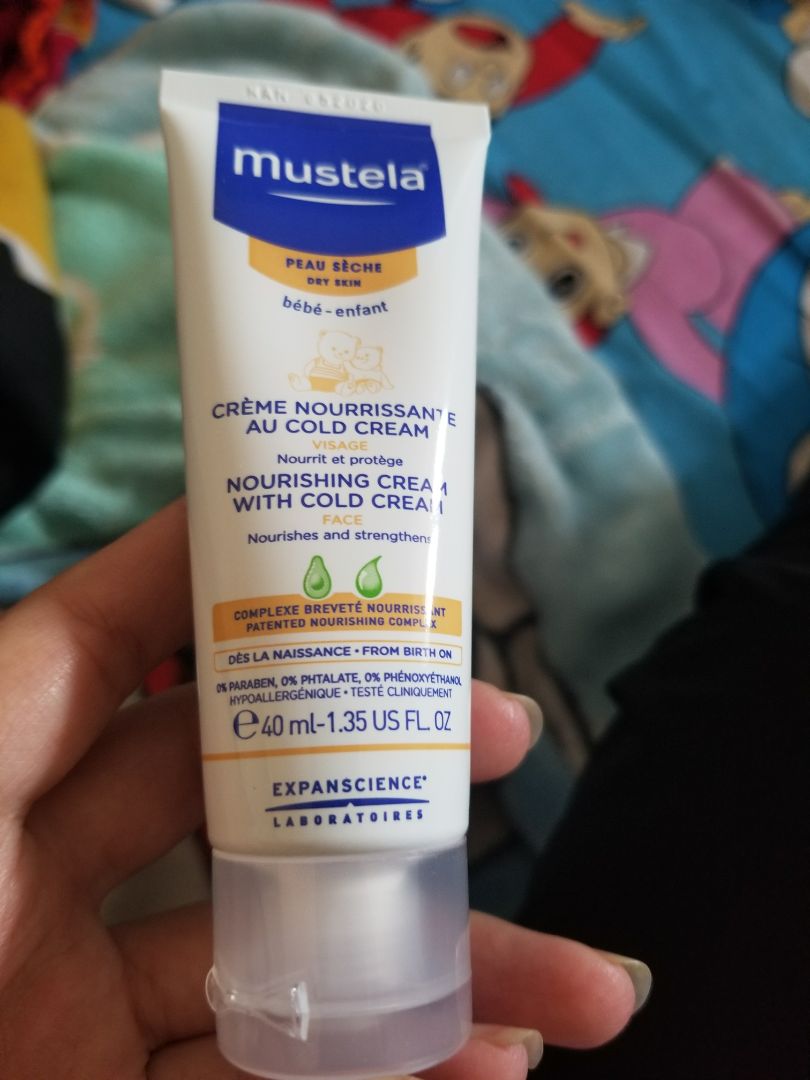 mustela
PEAU SÈCHE
DRY SKIN
bébé - enfant
CRÈME NOURRISSANTE
AU COLD CREAM
VISAGE
Nourrit et protège
NOURISHING CREAM
WITH COLD CREAM
FACE
Nourishes and strengthens
COMPLEXE BREVETÉ NOURRISSANT
PATENTED NOURISHING COMPLEX
DÈS LA NAISSANCE • FROM BIRTH ON
0% PARABEN, 0% PHTALATE, 0% PHÉNOXYÉTHANOL
HYPOALLERGÉNIQUE • TESTÉ CLINIQUEMENT
℮ 40 ml-1.35 US FL. OZ
EXPANSCIENCE
LABORATOIRES